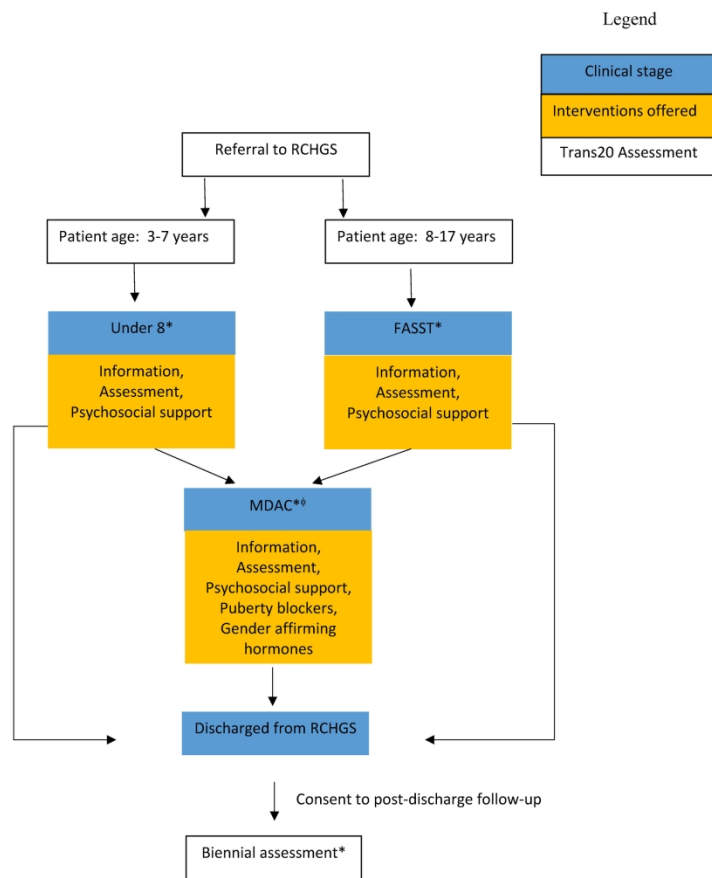 Legend
Clinical stage
Interventions offered
Trans20 Assessment
Referral to RCHGS
Patient age: 3-7 years
Patient age: 8-17 years
Under 8*
FASST*
Information,
Assessment,
Psychosocial support
Information,
Assessment,
Psychosocial support
MDAC*ᶲ
Information,
Assessment,
Psychosocial support,
Puberty blockers,
Gender affirming
hormones
Discharged from RCHGS
Consent to post-discharge follow-up
Biennial assessment*